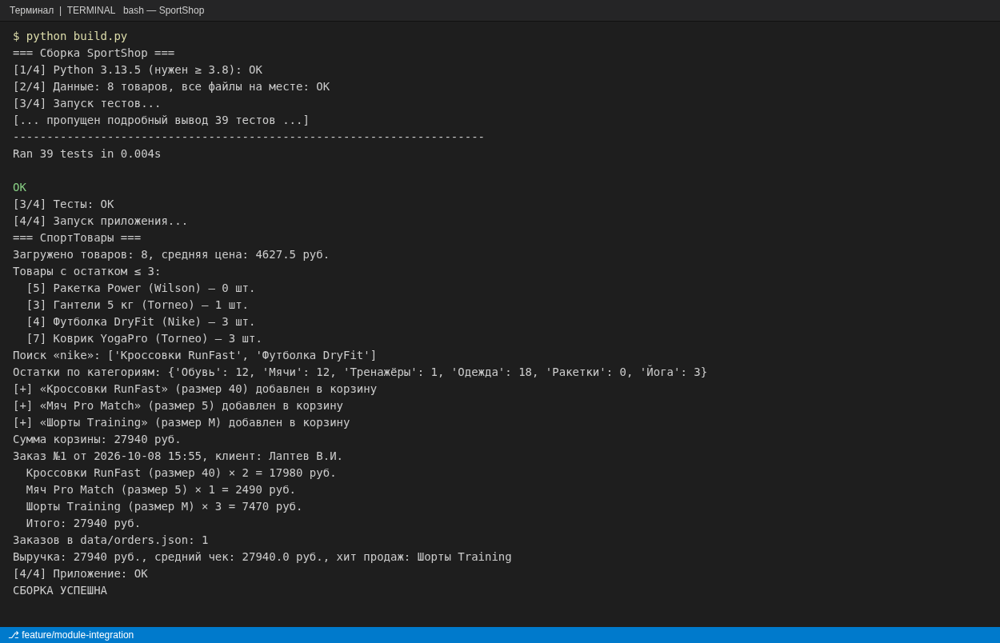 Терминал | TERMINAL bash — SportShop
$ python build.py
=== Сборка SportShop ===
[1/4] Python 3.13.5 (нужен ≥ 3.8): OK
[2/4] Данные: 8 товаров, все файлы на месте: OK
[3/4] Запуск тестов...
[... пропущен подробный вывод 39 тестов ...]
----------------------------------------------------------------------
Ran 39 tests in 0.004s
OK
[3/4] Тесты: OK
[4/4] Запуск приложения...
=== СпортТовары ===
Загружено товаров: 8, средняя цена: 4627.5 руб.
Товары с остатком ≤ 3:
  [5] Ракетка Power (Wilson) — 0 шт.
  [3] Гантели 5 кг (Torneo) — 1 шт.
  [4] Футболка DryFit (Nike) — 3 шт.
  [7] Коврик YogaPro (Torneo) — 3 шт.
Поиск «nike»: ['Кроссовки RunFast', 'Футболка DryFit']
Остатки по категориям: {'Обувь': 12, 'Мячи': 12, 'Тренажёры': 1, 'Одежда': 18, 'Ракетки': 0, 'Йога': 3}
[+] «Кроссовки RunFast» (размер 40) добавлен в корзину
[+] «Мяч Pro Match» (размер 5) добавлен в корзину
[+] «Шорты Training» (размер M) добавлен в корзину
Сумма корзины: 27940 руб.
Заказ №1 от 2026-10-08 15:55, клиент: Лаптев В.И.
  Кроссовки RunFast (размер 40) × 2 = 17980 руб.
  Мяч Pro Match (размер 5) × 1 = 2490 руб.
  Шорты Training (размер M) × 3 = 7470 руб.
  Итого: 27940 руб.
Заказов в data/orders.json: 1
Выручка: 27940 руб., средний чек: 27940.0 руб., хит продаж: Шорты Training
[4/4] Приложение: OK
СБОРКА УСПЕШНА
⎇ feature/module-integration